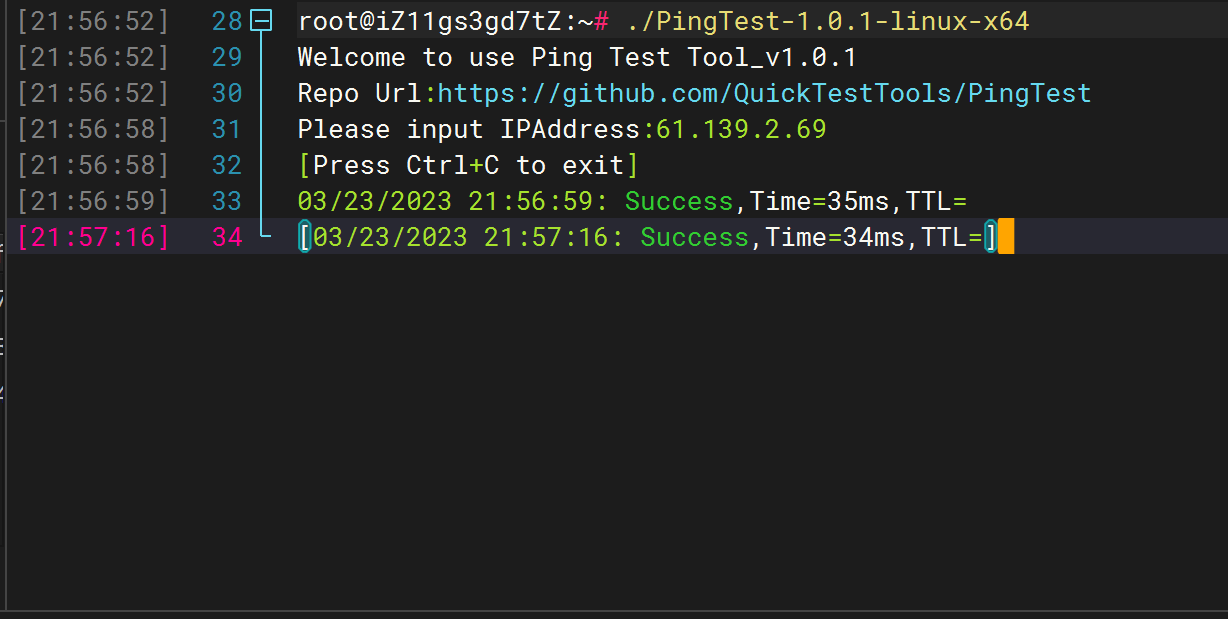 [21:56:52] 28 root@iZ11gs3gd7tZ:~# ./PingTest-1.0.1-linux-x64
[21:56:52] 29 Welcome to use Ping Test Tool_v1.0.1
[21:56:52] 30 Repo Url:https://github.com/QuickTestTools/PingTest
[21:56:58] 31 Please input IPAddress:61.139.2.69
[21:56:58] 32 [Press Ctrl+C to exit]
[21:56:59] 33 03/23/2023 21:56:59: Success,Time=35ms,TTL=
[21:57:16] 34 [03/23/2023 21:57:16: Success,Time=34ms,TTL=]